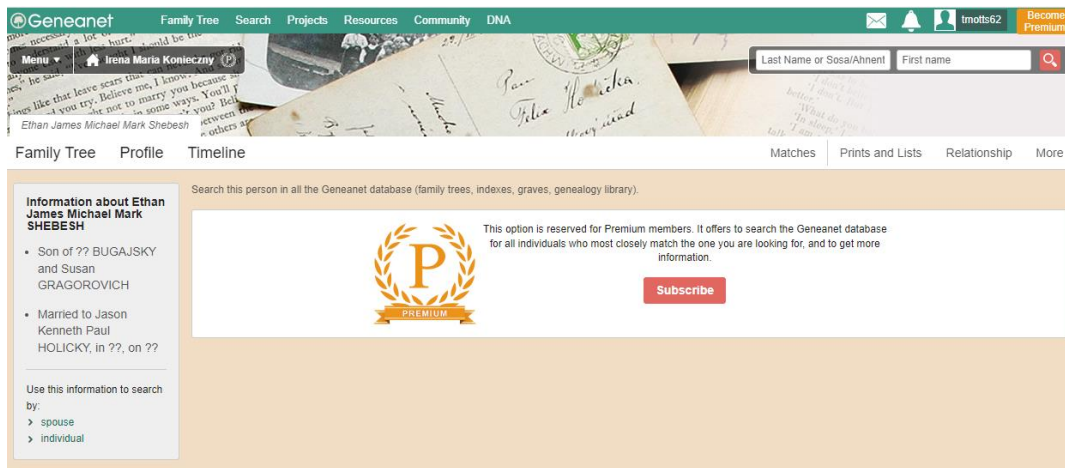 Geneanet Family Tree Search Projects Resources Community DNA tmotts62 Become Premium
Menu Irena Maria Konieczny P Last Name or Sosa/Ahnent First name
Pan
Felix
Ethan James Michael Mark Shebesh
Family Tree Profile Timeline Matches Prints and Lists Relationship More
Information about Ethan
James Michael Mark
SHEBESH
Son of ?? BUGAJSKY
and Susan
GRAGOROVICH
Married to Jason
Kenneth Paul
HOLICKY, in ??, on ??
Use this information to search
by:
spouse
individual
Search this person in all the Geneanet database (family trees, indexes, graves, genealogy library).
P
PREMIUM
This option is reserved for Premium members. It offers to search the Geneanet database
for all individuals who most closely match the one you are looking for, and to get more
information.
Subscribe